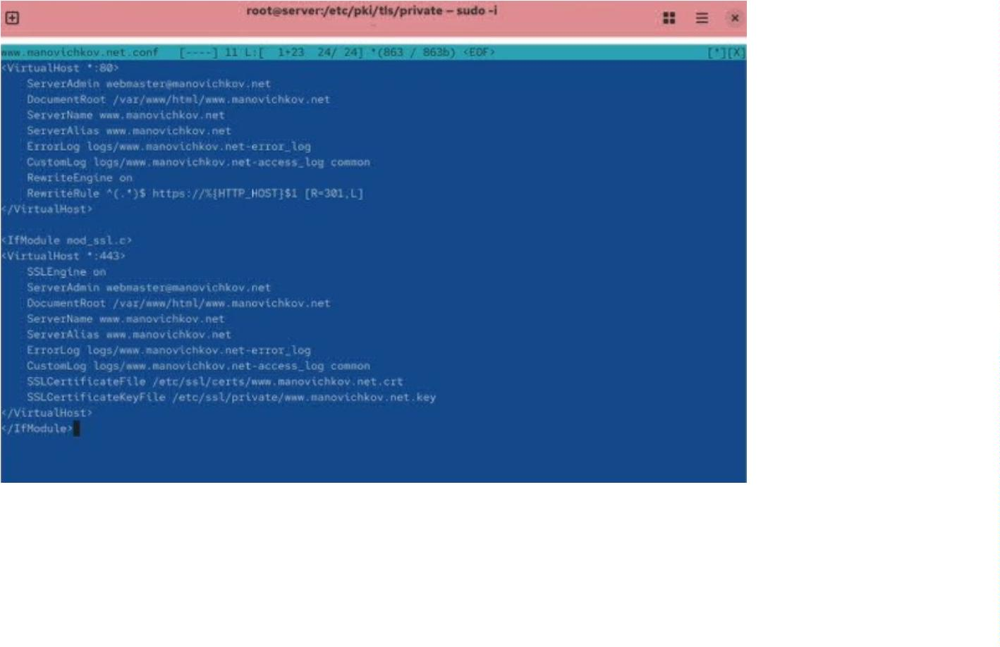 root@server:/etc/pki/tls/private — sudo -i
www.manovichkov.net.conf   [----] 11 L:[  1+23  24/ 24] *(863 / 863b) <EOF>   [*][X]
<VirtualHost *:80>
    ServerAdmin webmaster@manovichkov.net
    DocumentRoot /var/www/html/www.manovichkov.net
    ServerName www.manovichkov.net
    ServerAlias www.manovichkov.net
    ErrorLog logs/www.manovichkov.net-error_log
    CustomLog logs/www.manovichkov.net-access_log common
    RewriteEngine on
    RewriteRule ^(.*)$ https://%{HTTP_HOST}$1 [R=301,L]
</VirtualHost>

<IfModule mod_ssl.c>
<VirtualHost *:443>
    SSLEngine on
    ServerAdmin webmaster@manovichkov.net
    DocumentRoot /var/www/html/www.manovichkov.net
    ServerName www.manovichkov.net
    ServerAlias www.manovichkov.net
    ErrorLog logs/www.manovichkov.net-error_log
    CustomLog logs/www.manovichkov.net-access_log common
    SSLCertificateFile /etc/ssl/certs/www.manovichkov.net.crt
    SSLCertificateKeyFile /etc/ssl/private/www.manovichkov.net.key
</VirtualHost>
</IfModule>